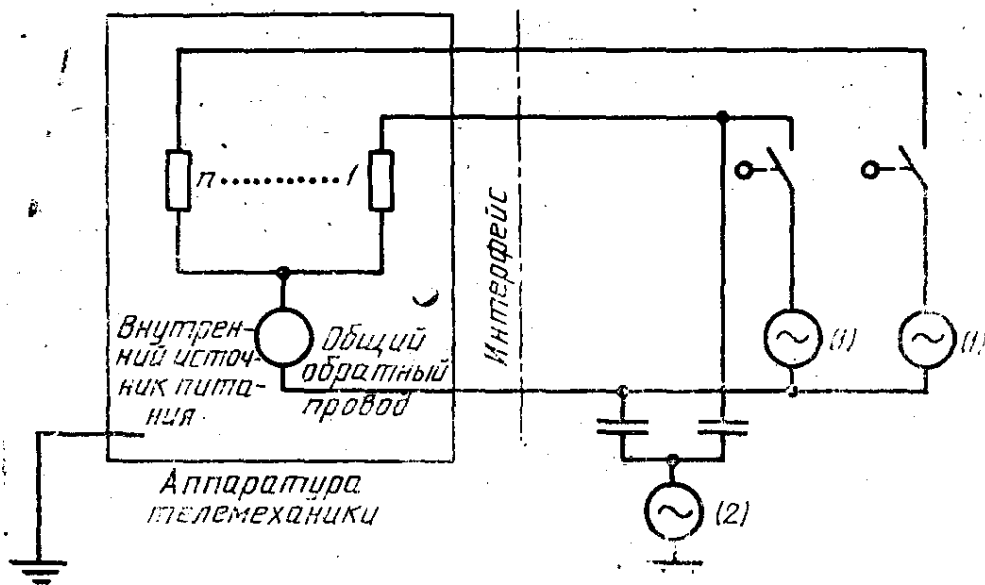 n ........... 1
Интерфейс
Внутрен-
ний источ-
ник пита-
ния
Общий
обратный
провод
(1)
(1)
Аппаратура
телемеханики
(2)